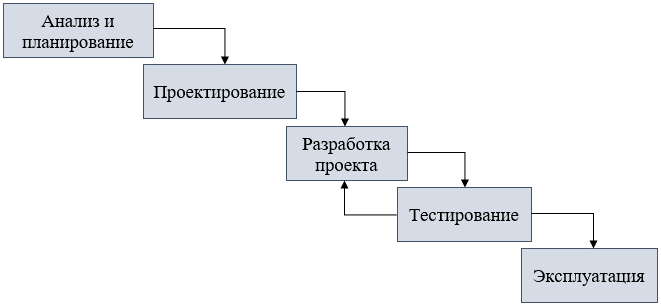 Анализ и
планирование
Проектирование
Разработка
проекта
Тестирование
Эксплуатация